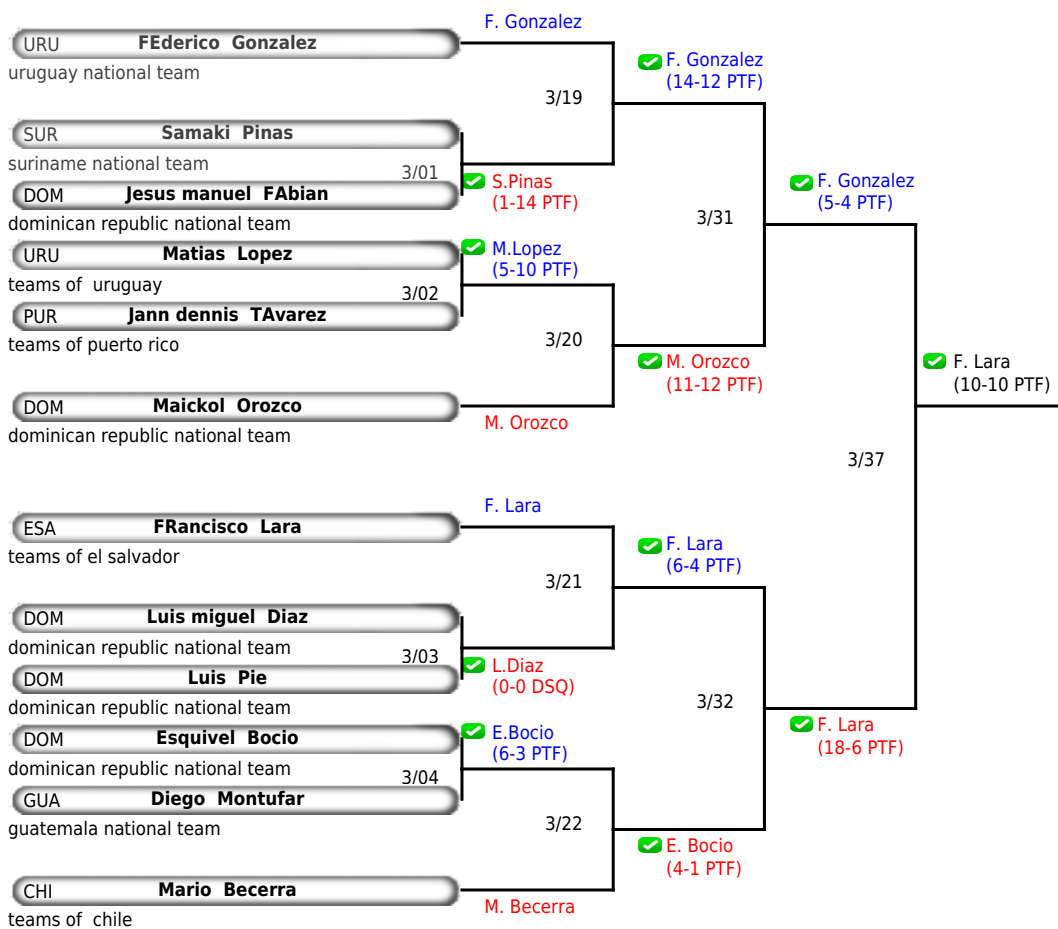 F. Gonzalez
URU FEderico Gonzalez
uruguay national team
F. Gonzalez
(14-12 PTF)
3/19
SUR Samaki Pinas
suriname national team
3/01
S.Pinas
(1-14 PTF)
DOM Jesus manuel FAbian
dominican republic national team
F. Gonzalez
(5-4 PTF)
3/31
URU Matias Lopez
teams of uruguay
M.Lopez
(5-10 PTF)
3/02
PUR Jann dennis TAvarez
teams of puerto rico
3/20
M. Orozco
(11-12 PTF)
F. Lara
(10-10 PTF)
DOM Maickol Orozco
dominican republic national team
M. Orozco
3/37
F. Lara
ESA FRancisco Lara
teams of el salvador
F. Lara
(6-4 PTF)
3/21
DOM Luis miguel Diaz
dominican republic national team
3/03
L.Diaz
(0-0 DSQ)
DOM Luis Pie
dominican republic national team
3/32
F. Lara
(18-6 PTF)
DOM Esquivel Bocio
dominican republic national team
E.Bocio
(6-3 PTF)
3/04
GUA Diego Montufar
guatemala national team
3/22
E. Bocio
(4-1 PTF)
CHI Mario Becerra
teams of chile
M. Becerra